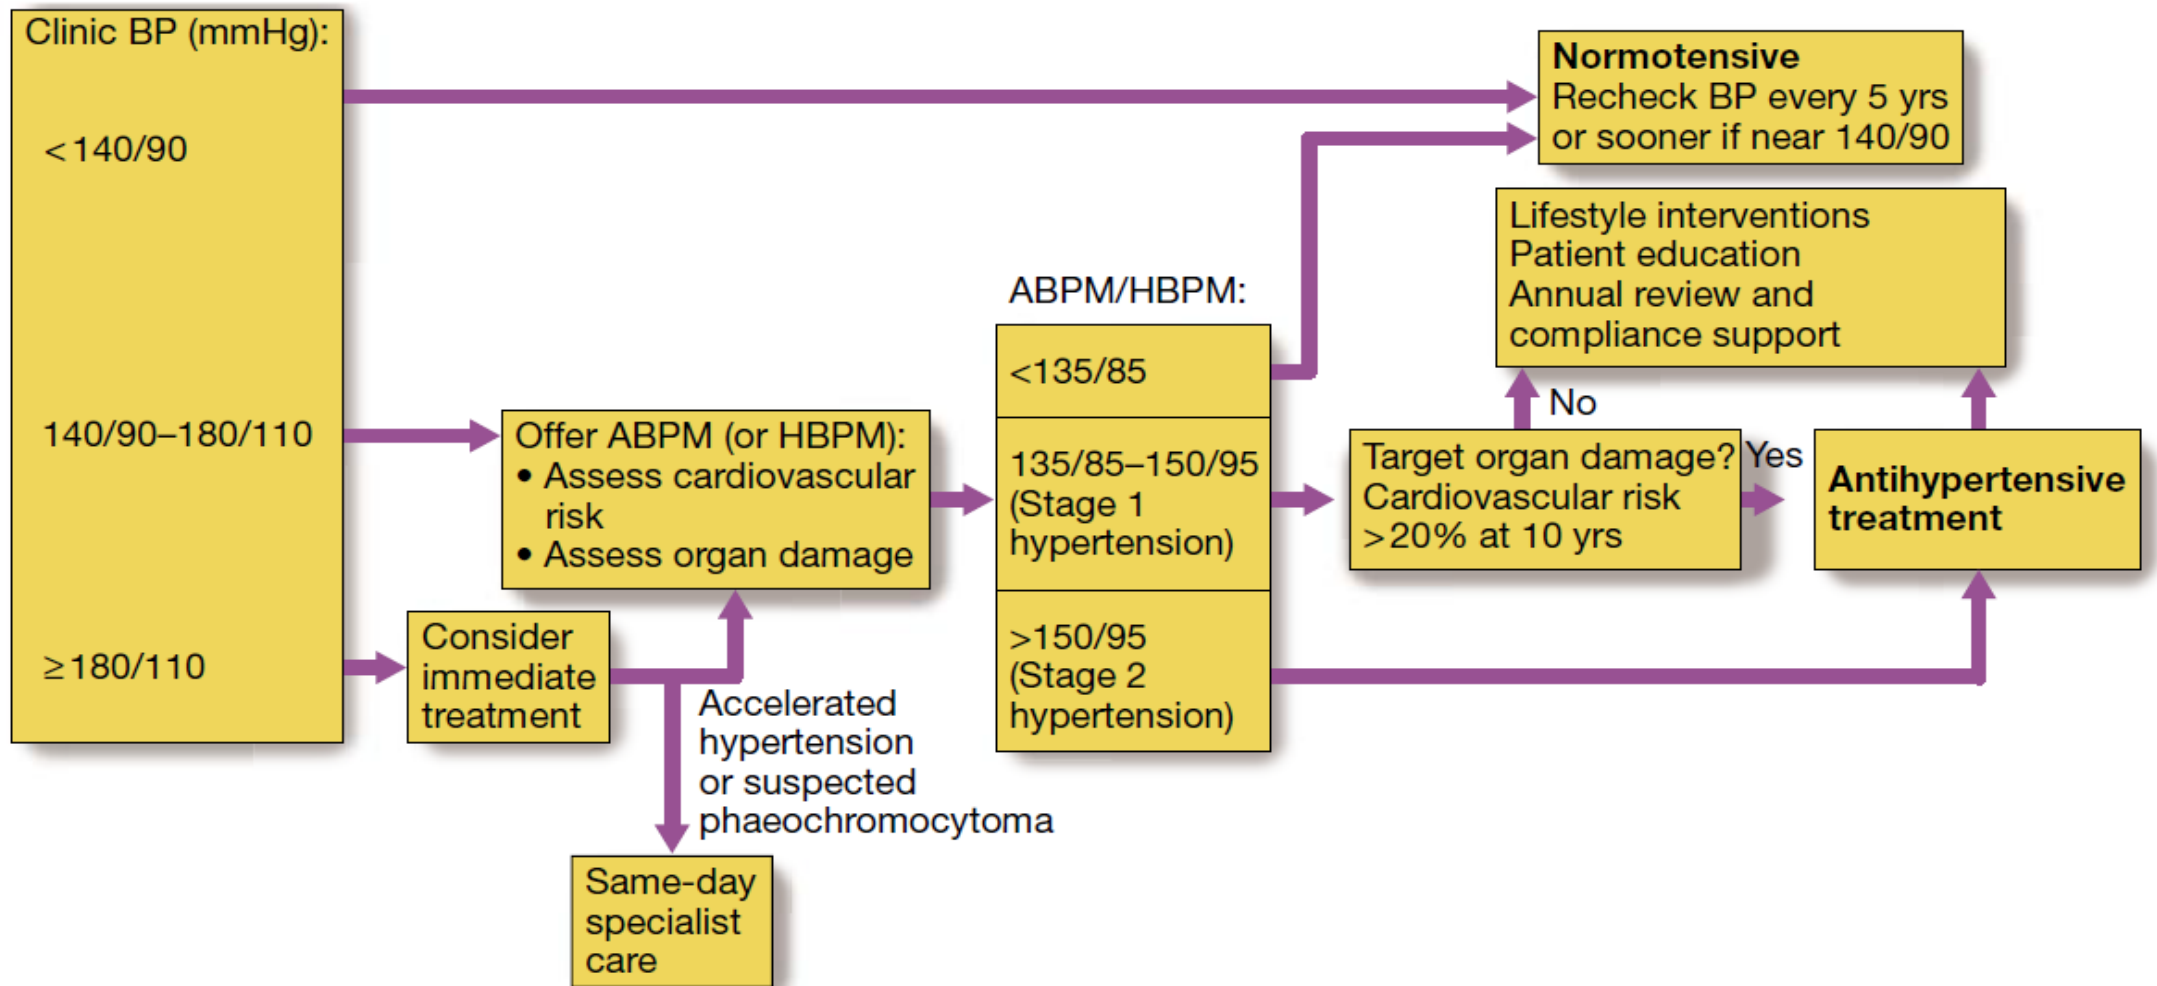 Clinic BP (mmHg):
<140/90
140/90–180/110
≥180/110
Consider
immediate
treatment
Offer ABPM (or HBPM):
• Assess cardiovascular
risk
• Assess organ damage
Accelerated
hypertension
or suspected
phaeochromocytoma
Same-day
specialist
care
ABPM/HBPM:
<135/85
135/85–150/95
(Stage 1
hypertension)
>150/95
(Stage 2
hypertension)
Normotensive
Recheck BP every 5 yrs
or sooner if near 140/90
Lifestyle interventions
Patient education
Annual review and
compliance support
No
Target organ damage?
Cardiovascular risk
>20% at 10 yrs
Yes
Antihypertensive
treatment